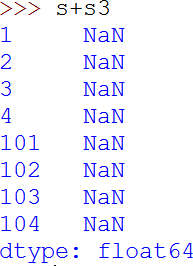 >>> s+s3
1      NaN
2      NaN
3      NaN
4      NaN
101    NaN
102    NaN
103    NaN
104    NaN
dtype: float64